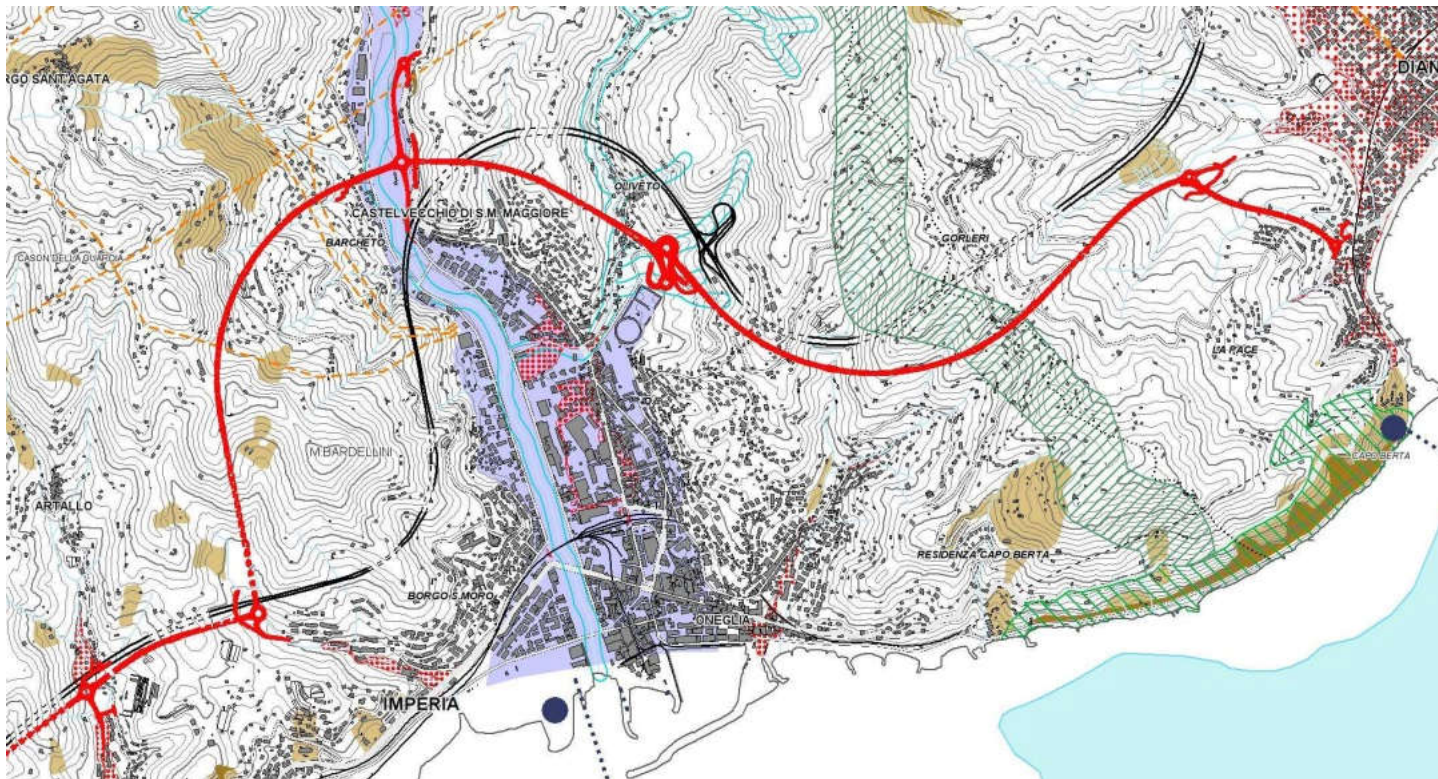 DIAN
RGO SANT'AGATA
OLIVETO
CASTELVECCHIO DI S.M. MAGGIORE
BARCHETO
GORLERI
CASON DELLA GUARDIA
LA PACE
M.BARDELLINI
CAPO BERTA
ARTALLO
RESIDENZA CAPO BERTA
BORGO S.MORO
ONEGLIA
IMPERIA